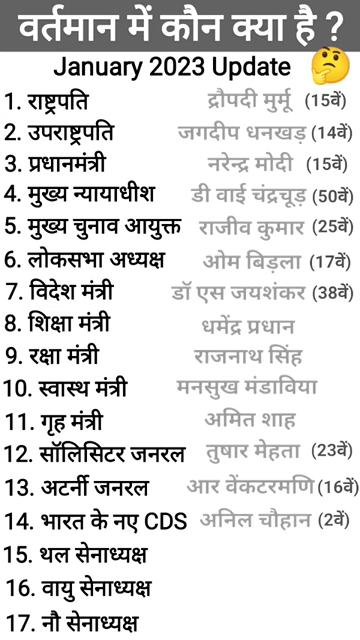 वर्तमान में कौन क्या है ?
January 2023 Update
1. राष्ट्रपति द्रौपदी मुर्मू (15वें)
2. उपराष्ट्रपति जगदीप धनखड़ (14वें)
3. प्रधानमंत्री नरेन्द्र मोदी (15वें)
4. मुख्य न्यायाधीश डी वाई चंद्रचूड़ (50वें)
5. मुख्य चुनाव आयुक्त राजीव कुमार (25वें)
6. लोकसभा अध्यक्ष ओम बिड़ला (17वें)
7. विदेश मंत्री डॉ एस जयशंकर (38वें)
8. शिक्षा मंत्री धमेंद्र प्रधान
9. रक्षा मंत्री राजनाथ सिंह
10. स्वास्थ मंत्री मनसुख मंडाविया
11. गृह मंत्री अमित शाह
12. सॉलिसिटर जनरल तुषार मेहता (23वें)
13. अटर्नी जनरल आर वेंकटरमणि (16वें)
14. भारत के नए CDS अनिल चौहान (2वें)
15. थल सेनाध्यक्ष
16. वायु सेनाध्यक्ष
17. नौ सेनाध्यक्ष